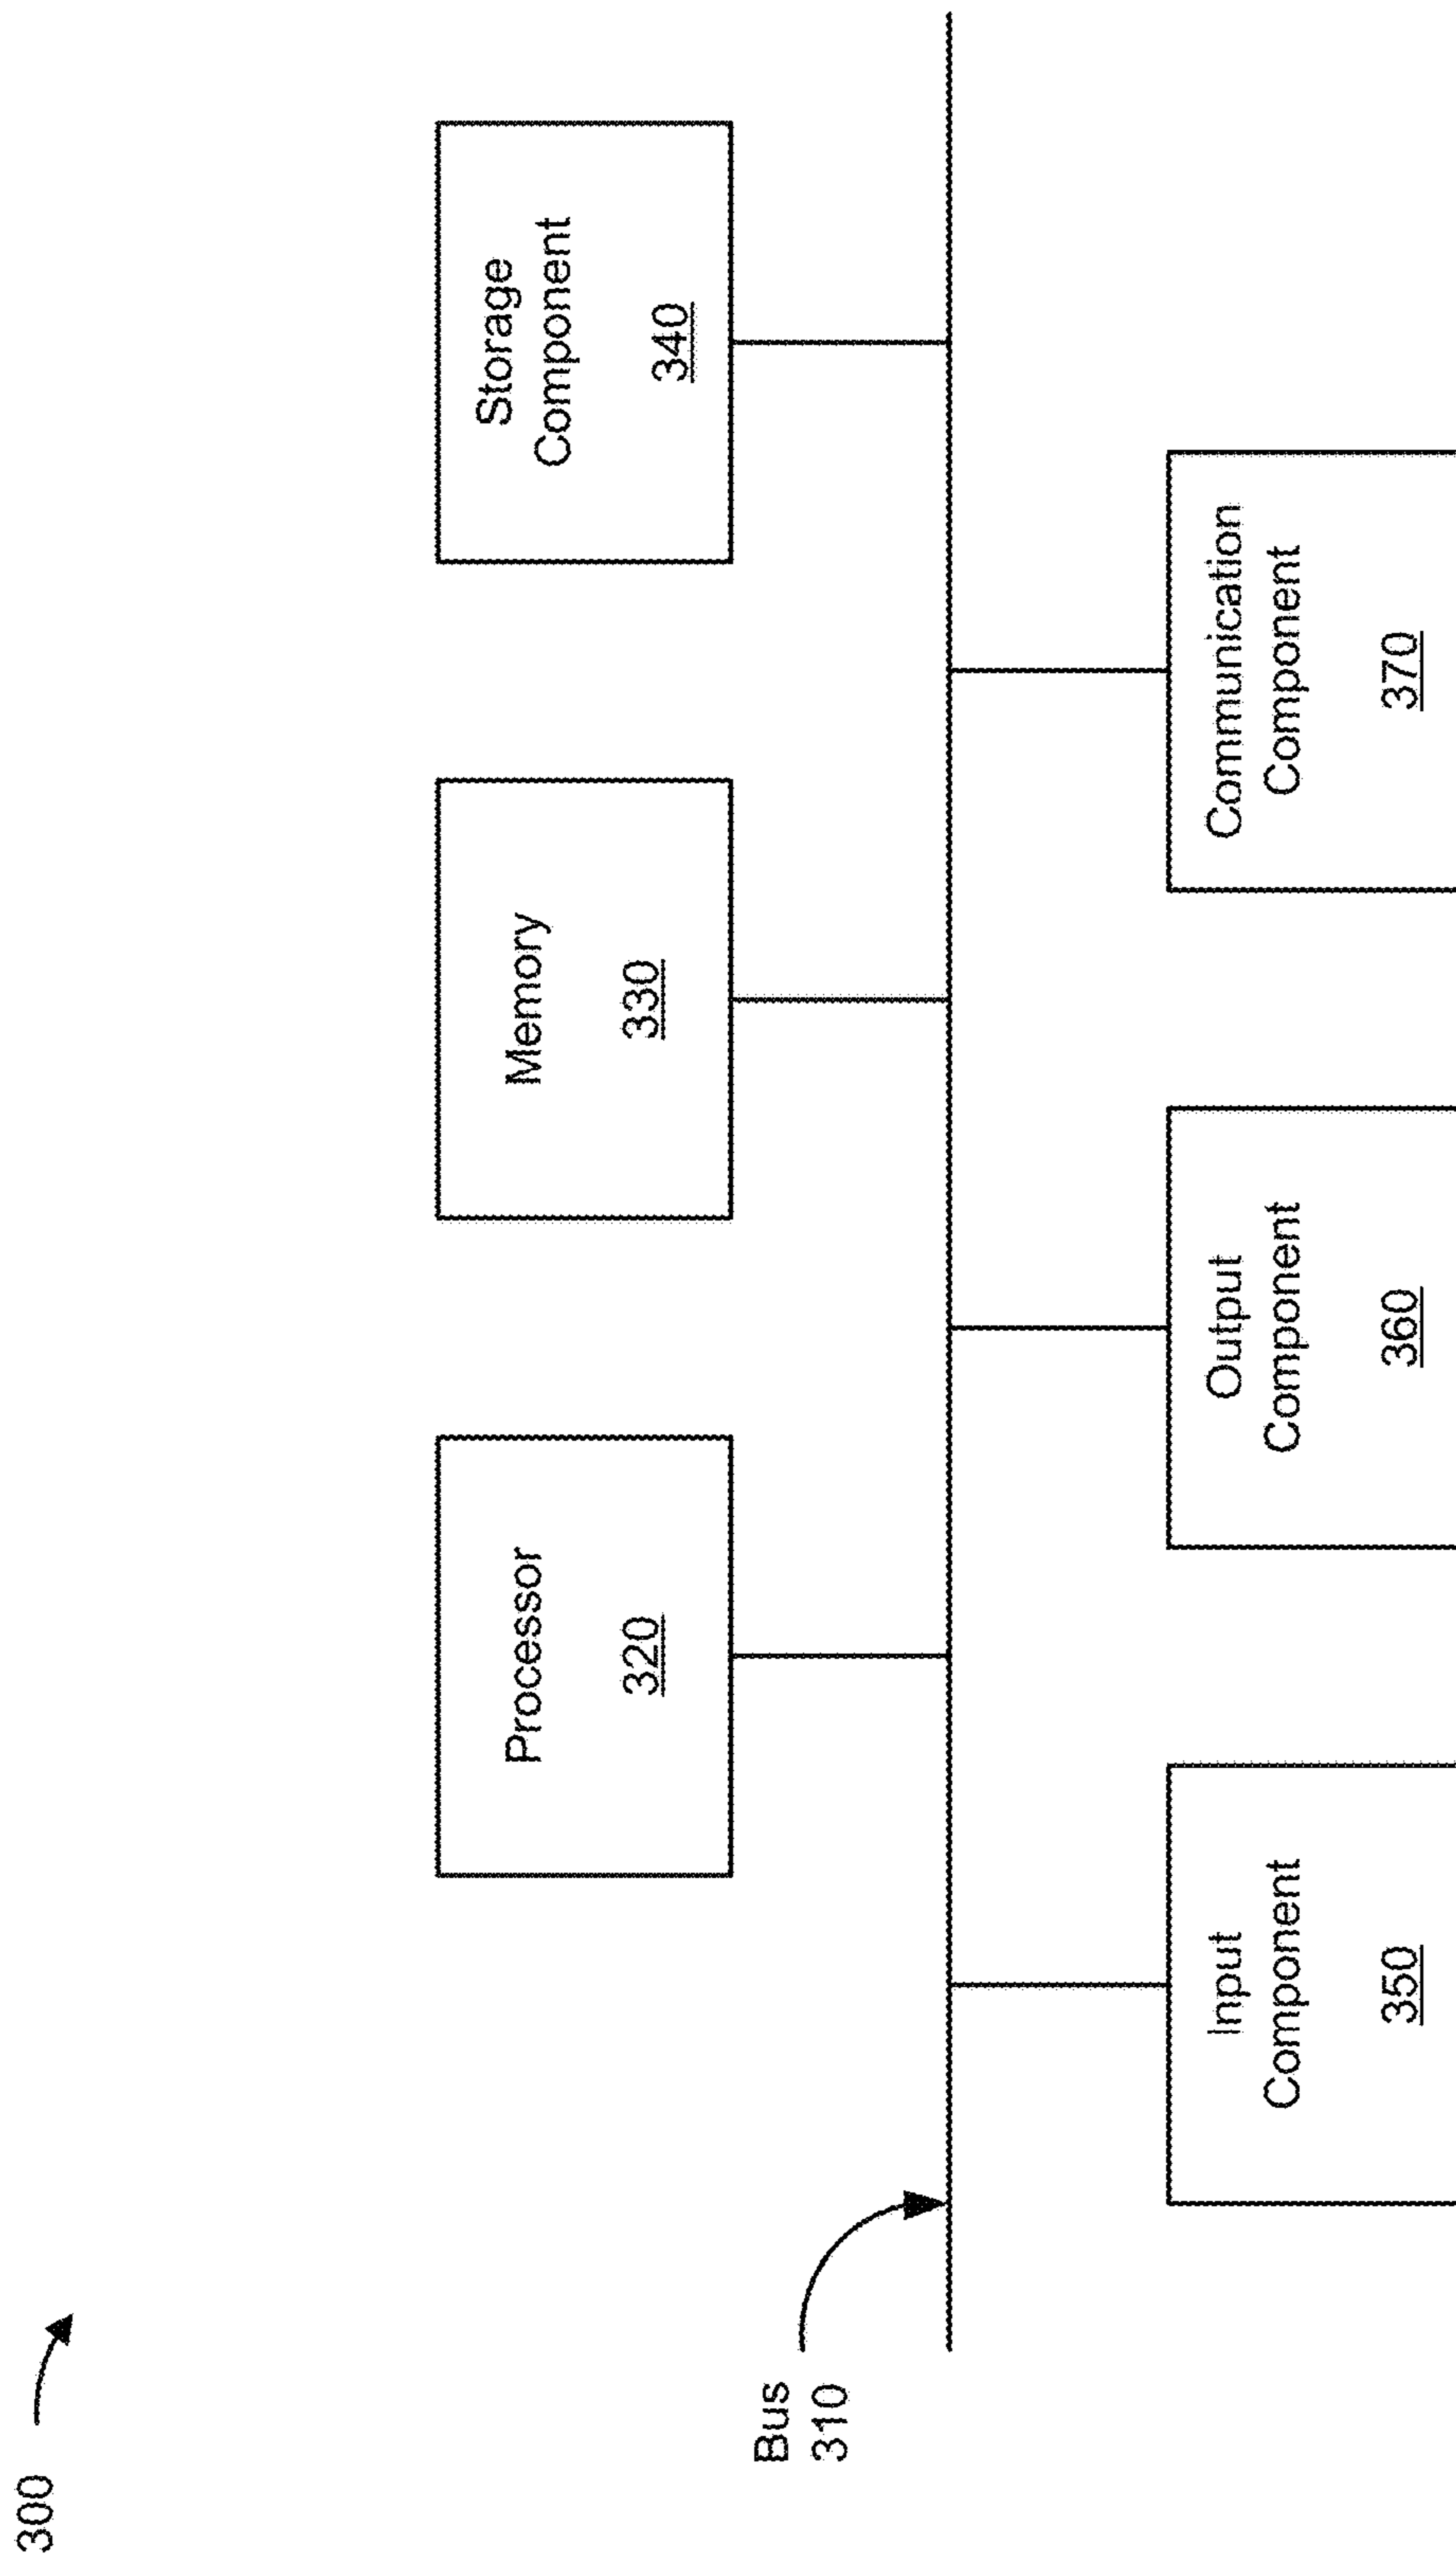 300
Processor
320
Memory
330
Storage
Component
340
Bus
310
Input
Component
350
Output
Component
360
Communication
Component
370